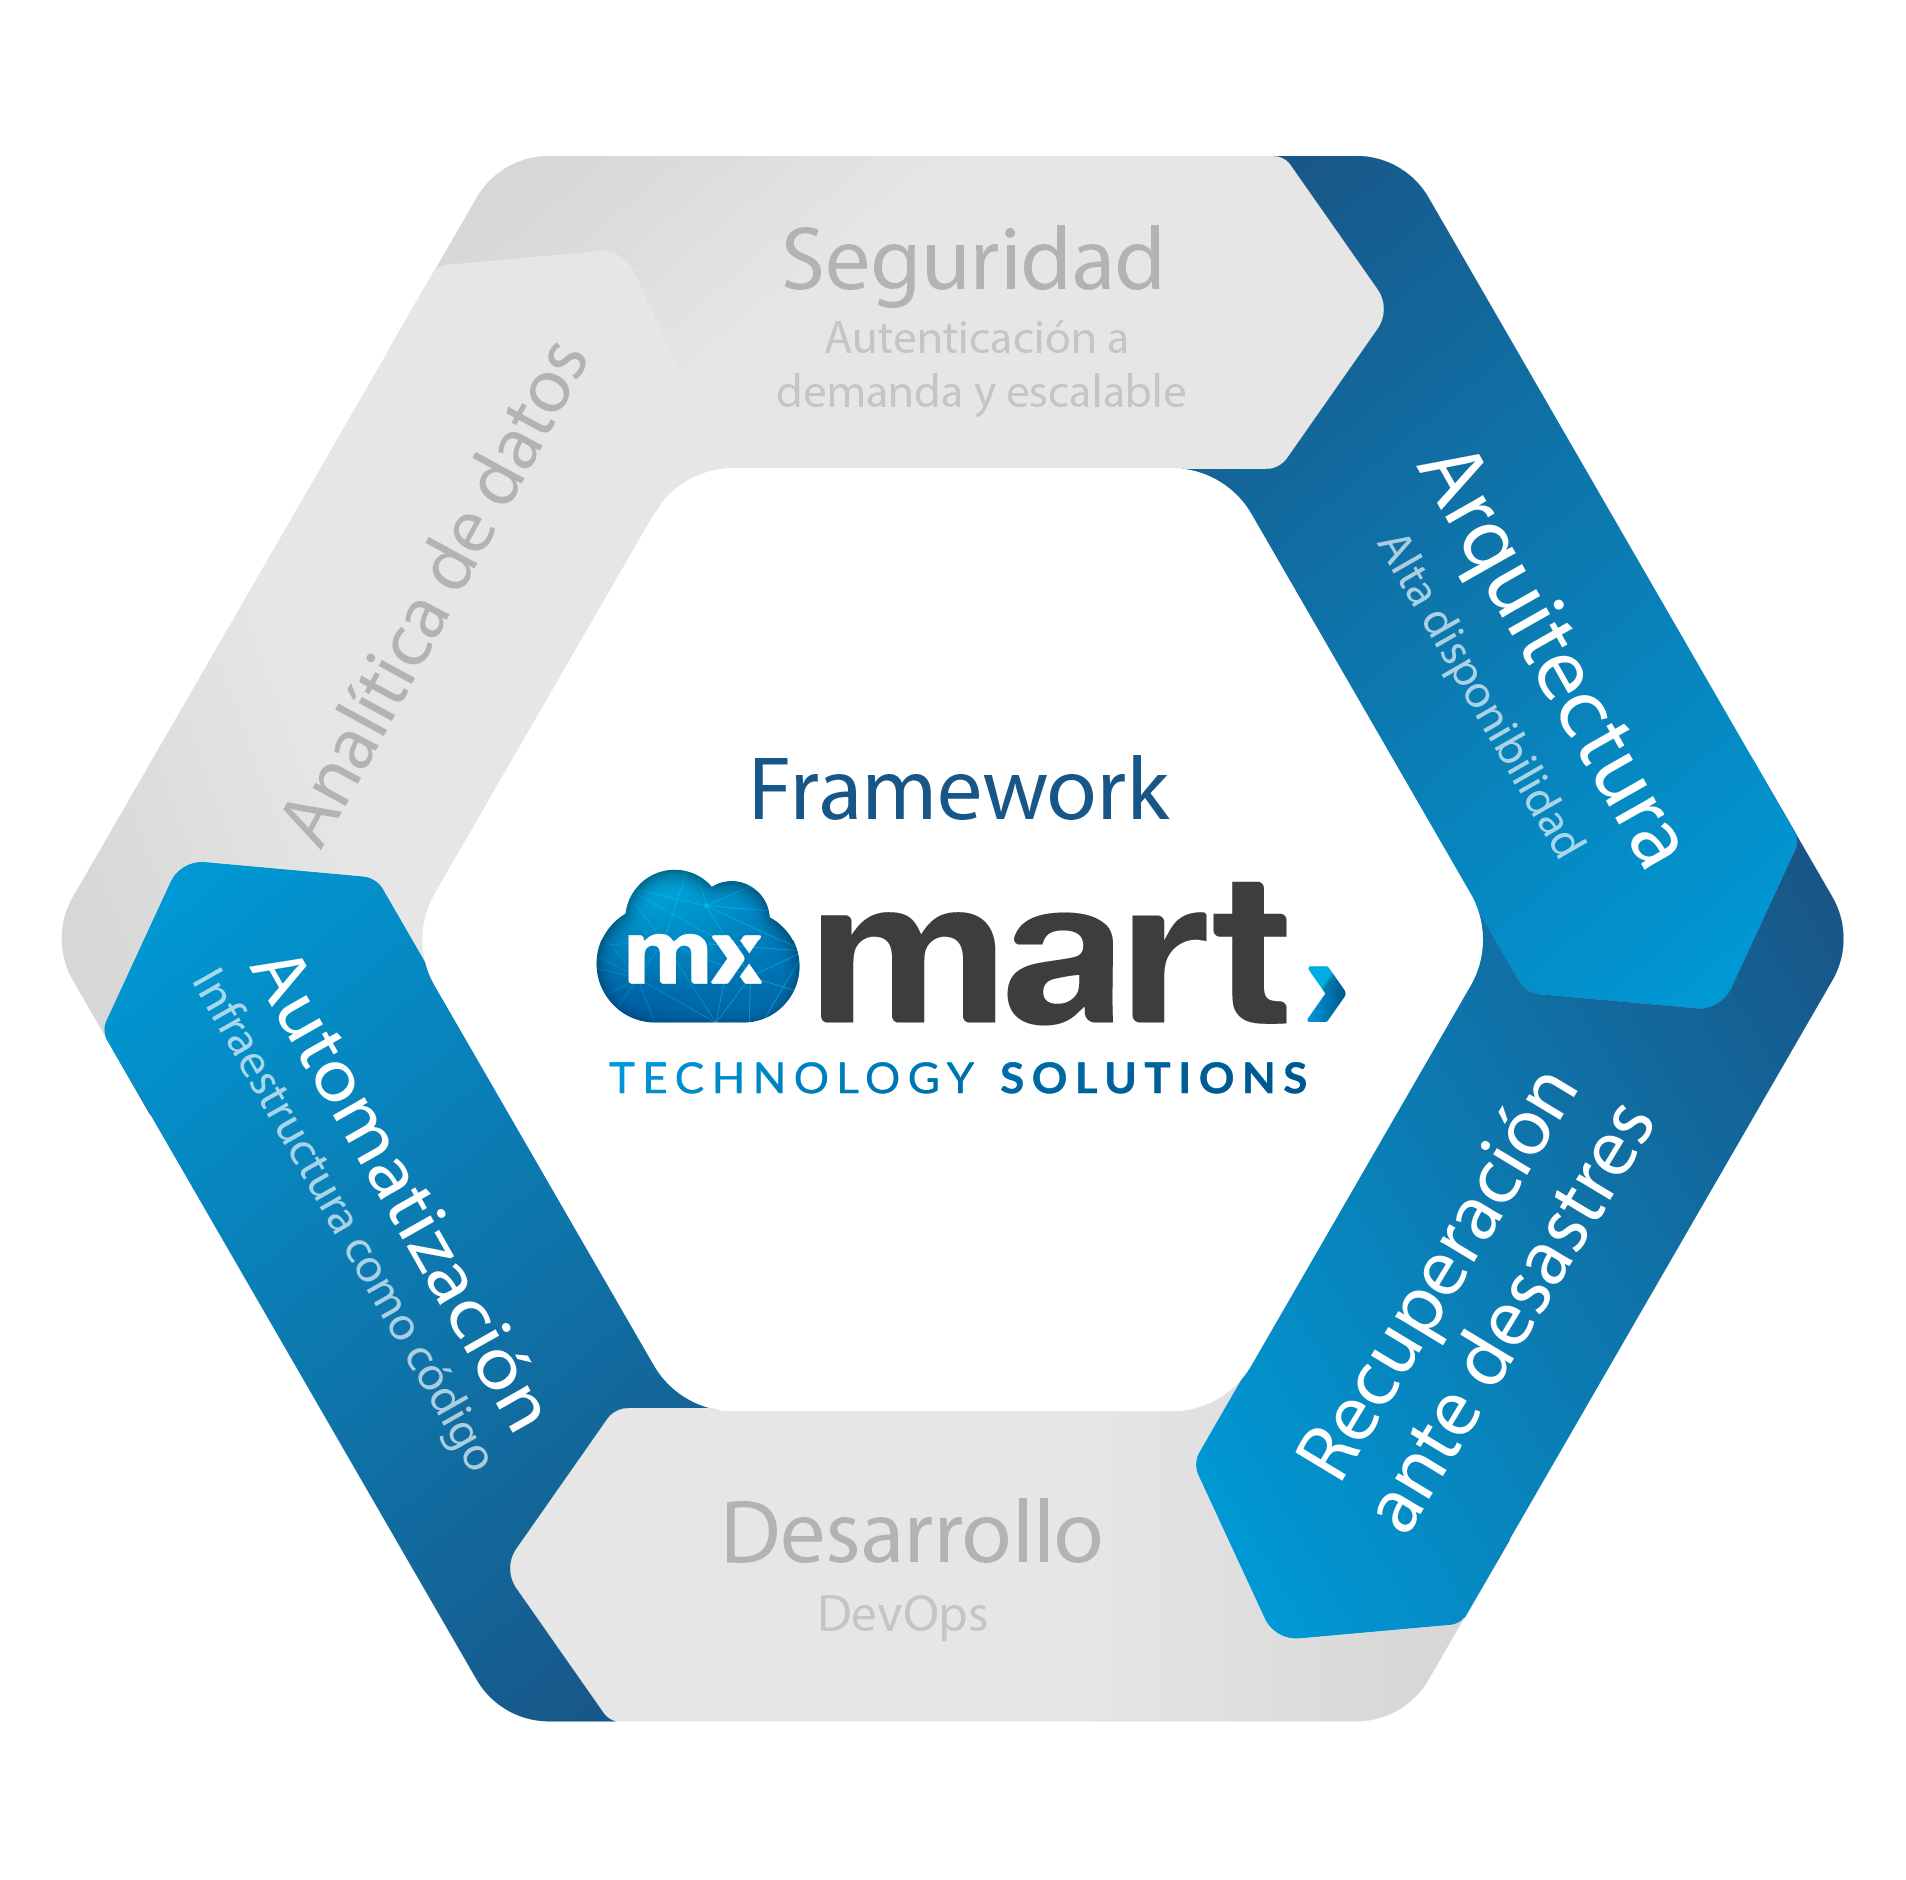 Seguridad
Autenticación a
demanda y escalable
Arquitectura
Alta disponibilidad
Recuperación
ante desastres
Desarrollo
DevOps
Automatización
Infraestructura como código
Analítica de datos
Framework
mx mart
TECHNOLOGY SOLUTIONS